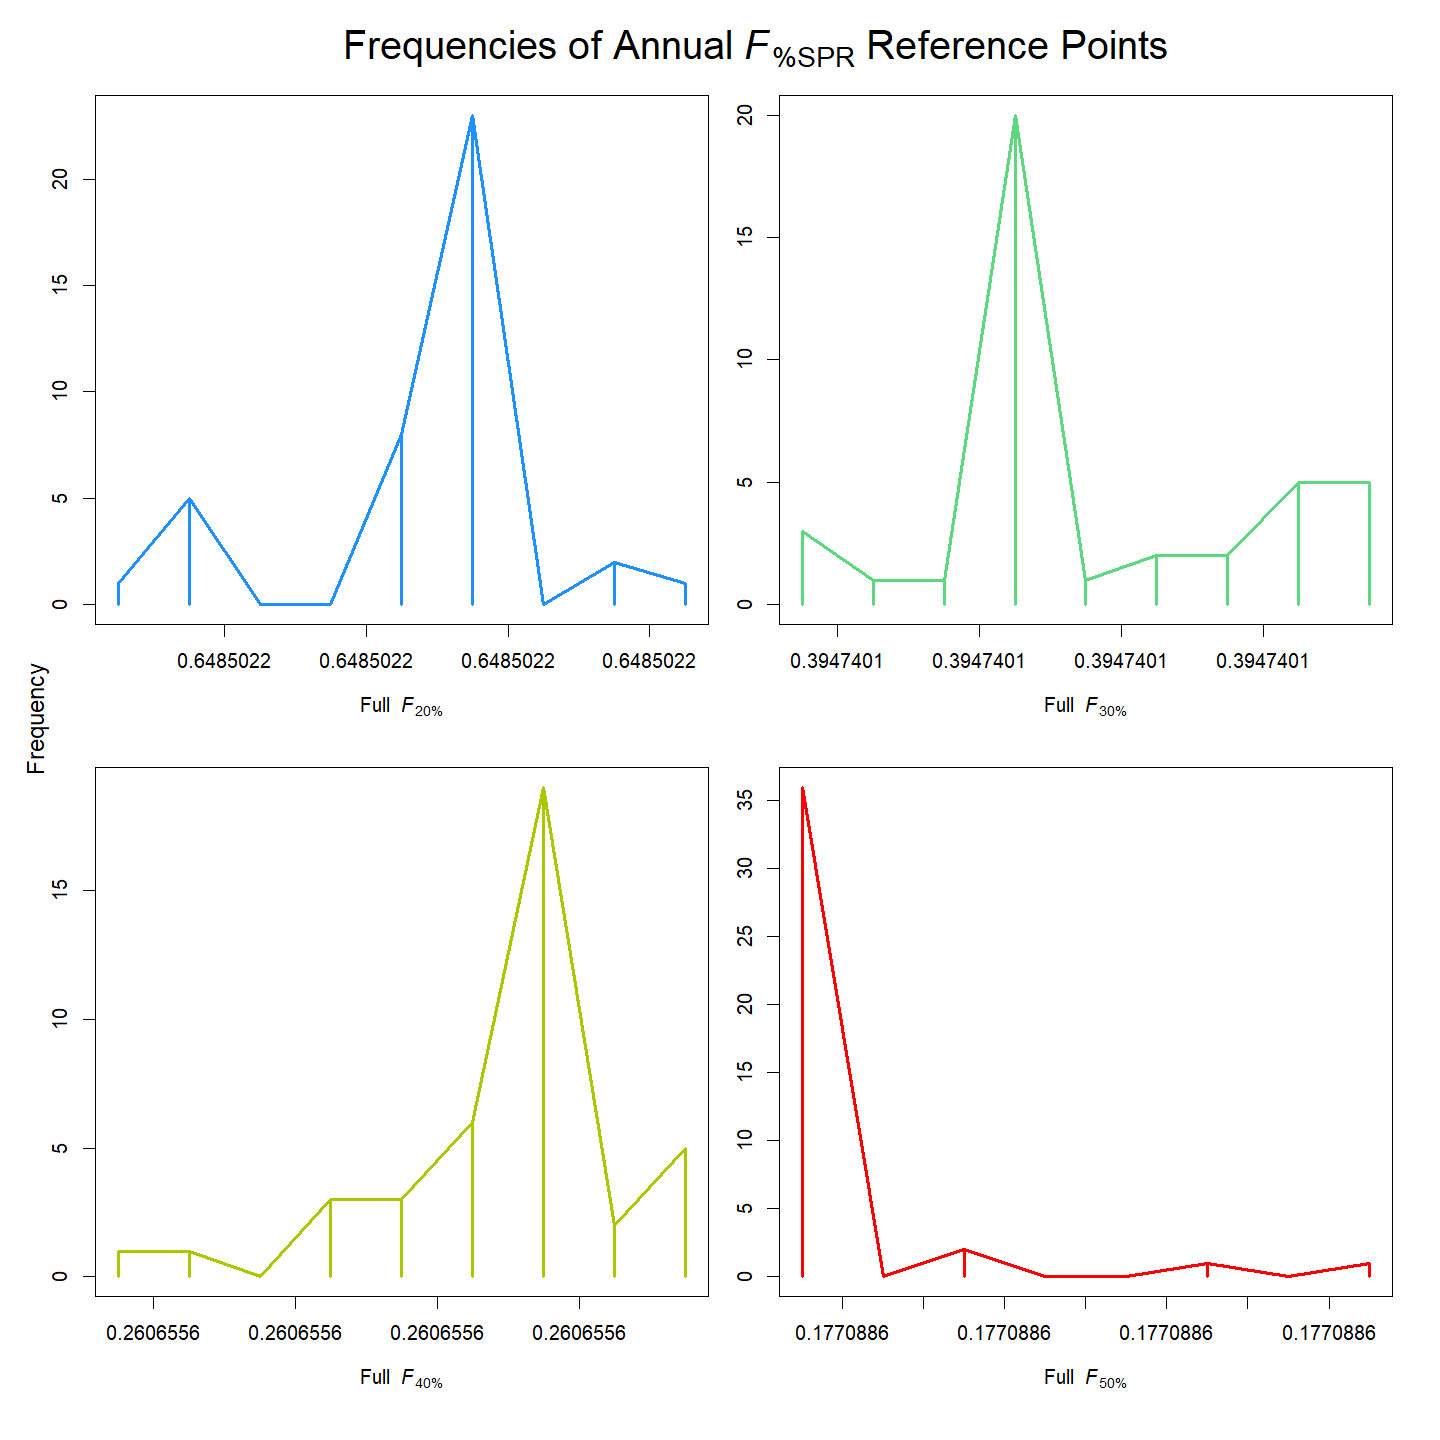 Frequencies of Annual F%SPR Reference Points
Frequency
0 5 10 15 20
0.6485022 0.6485022 0.6485022 0.6485022
Full F20%
0 5 10 15 20
0.3947401 0.3947401 0.3947401 0.3947401
Full F30%
0 5 10 15
0.2606556 0.2606556 0.2606556 0.2606556
Full F40%
0 5 10 15 20 25 30 35
0.1770886 0.1770886 0.1770886 0.1770886
Full F50%